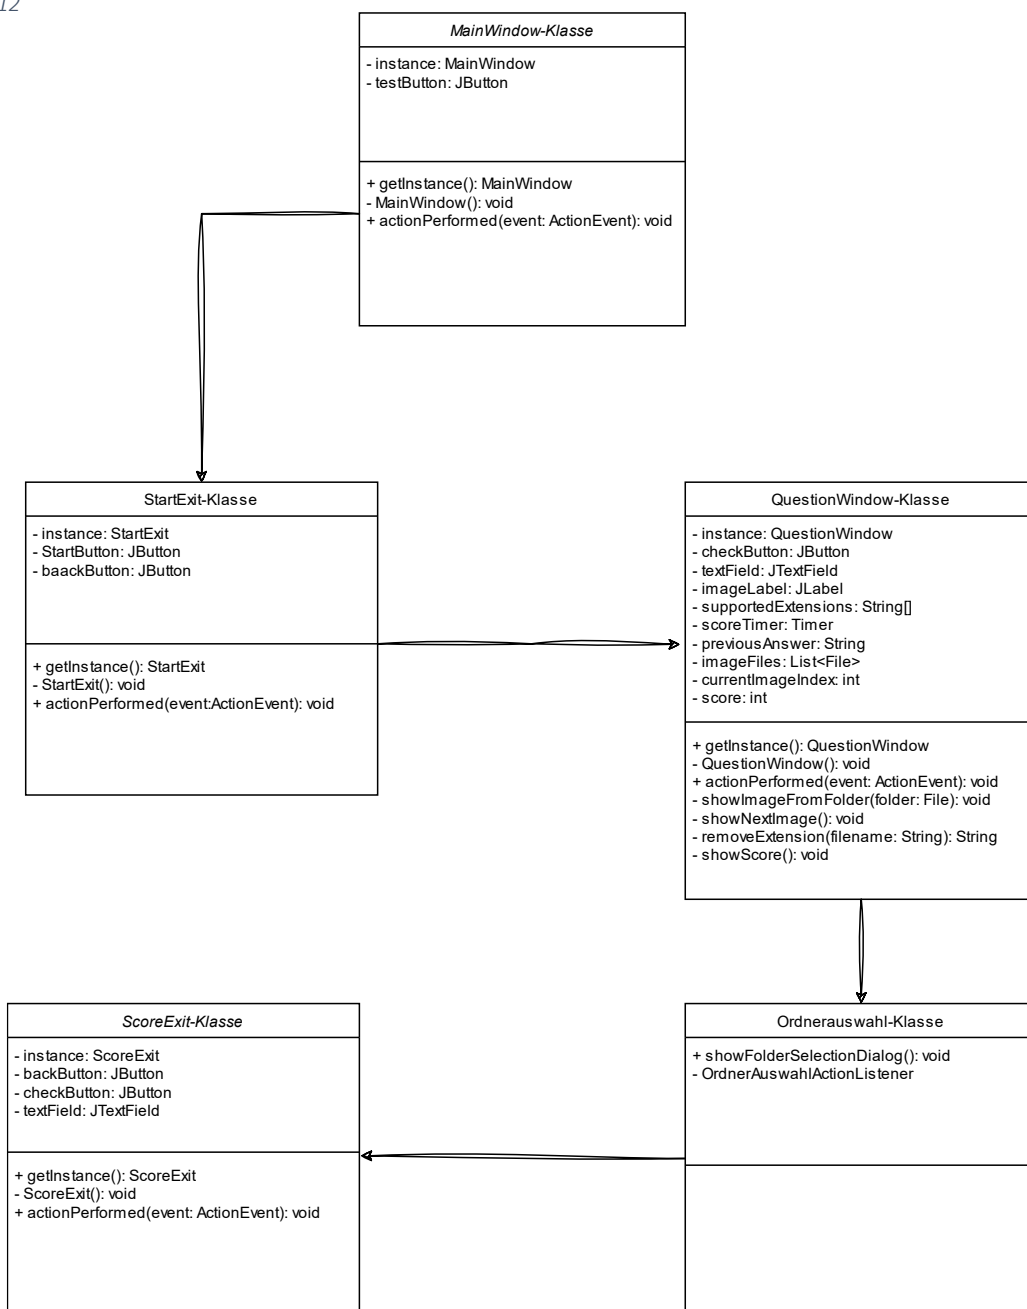 12
MainWindow-Klasse
- instance: MainWindow
- testButton: JButton
+ getInstance(): MainWindow
- MainWindow(): void
+ actionPerformed(event: ActionEvent): void
StartExit-Klasse
- instance: StartExit
- StartButton: JButton
- baackButton: JButton
+ getInstance(): StartExit
- StartExit(): void
+ actionPerformed(event:ActionEvent): void
QuestionWindow-Klasse
- instance: QuestionWindow
- checkButton: JButton
- textField: JTextField
- imageLabel: JLabel
- supportedExtensions: String[]
- scoreTimer: Timer
- previousAnswer: String
- imageFiles: List<File>
- currentImageIndex: int
- score: int
+ getInstance(): QuestionWindow
- QuestionWindow(): void
+ actionPerformed(event: ActionEvent): void
- showImageFromFolder(folder: File): void
- showNextImage(): void
- removeExtension(filename: String): String
- showScore(): void
ScoreExit-Klasse
- instance: ScoreExit
- backButton: JButton
- checkButton: JButton
- textField: JTextField
+ getInstance(): ScoreExit
- ScoreExit(): void
+ actionPerformed(event: ActionEvent): void
Ordnerauswahl-Klasse
+ showFolderSelectionDialog(): void
- OrdnerAuswahlActionListener